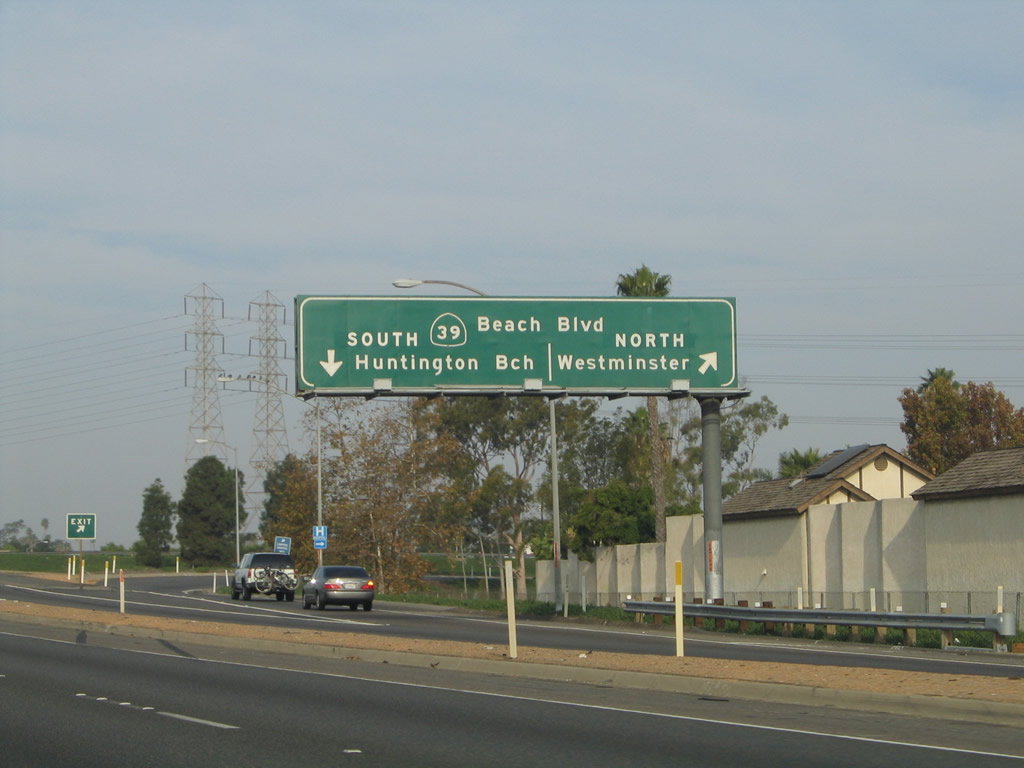 SOUTH 39 Beach Blvd NORTH
Huntington Bch Westminster
EXIT
H